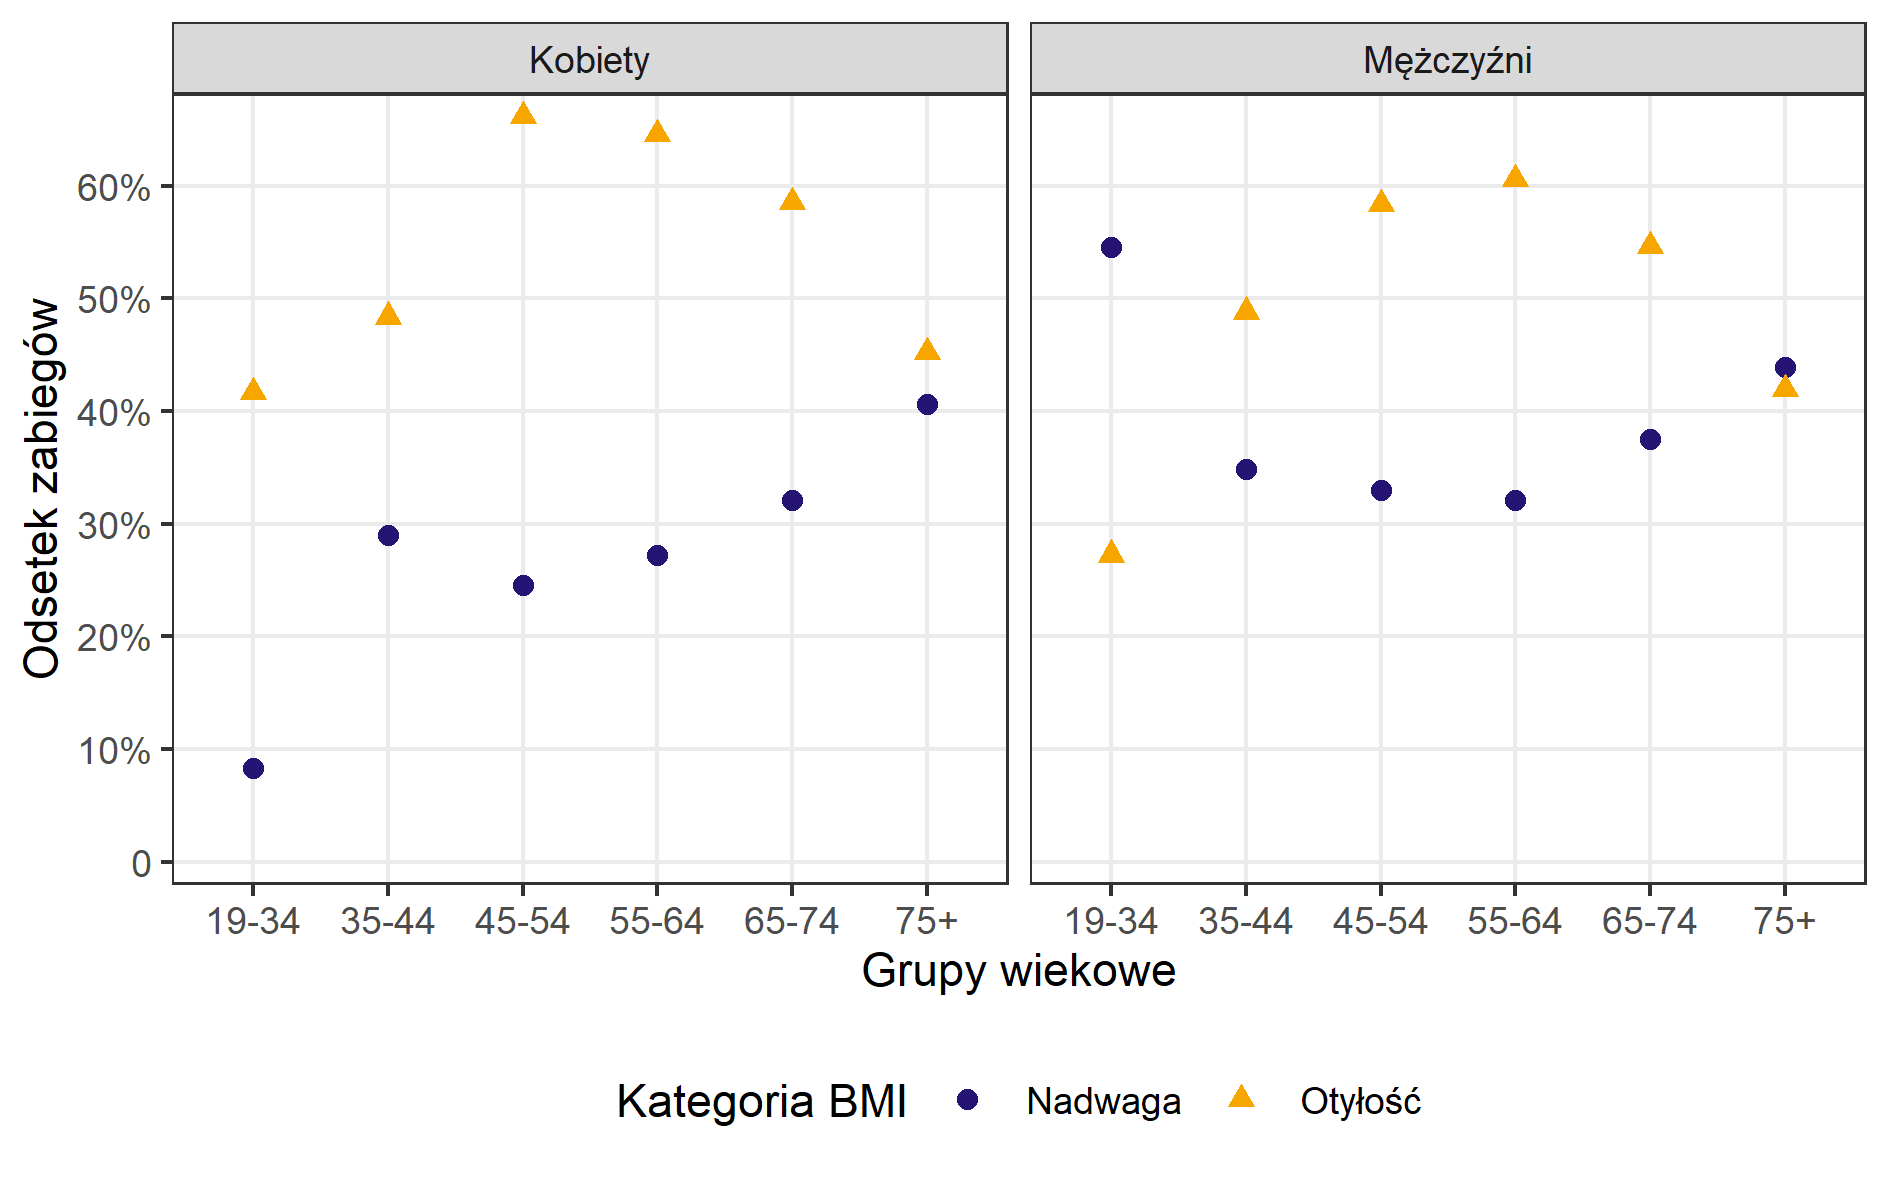 Kobiety
Mężczyźni
Odsetek zabiegów
60%
50%
40%
30%
20%
10%
0
19-34 35-44 45-54 55-64 65-74 75+
19-34 35-44 45-54 55-64 65-74 75+
Grupy wiekowe
Kategoria BMI Nadwaga Otyłość